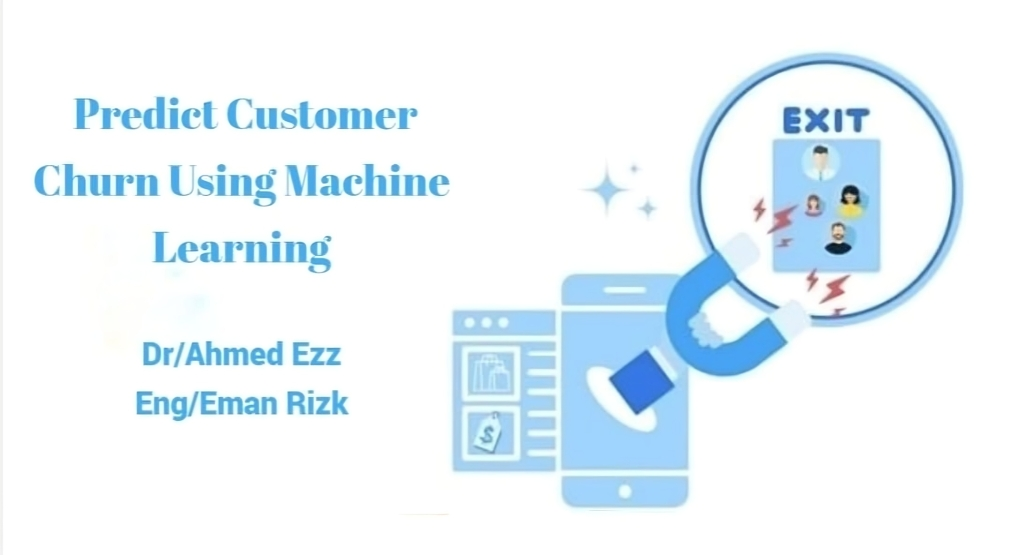 Predict Customer
Churn Using Machine
Learning
Dr/Ahmed Ezz
Eng/Eman Rizk
EXIT
$